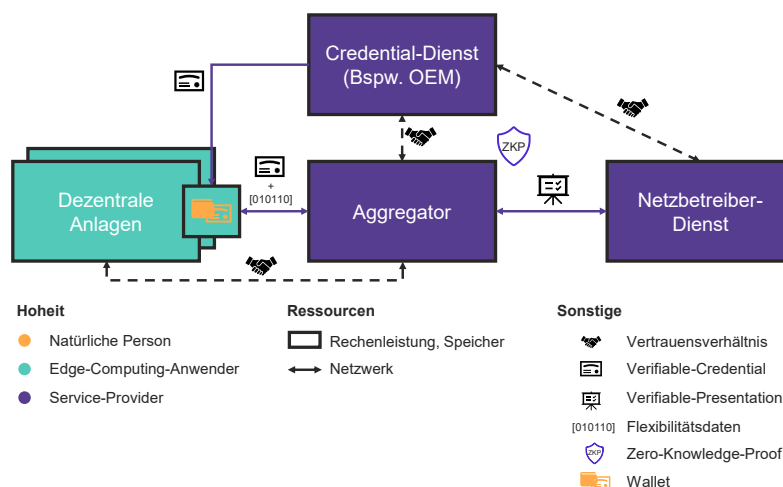 Credential-Dienst
(Bspw. OEM)
ZKP
+
[010110]
Dezentrale
Anlagen
Aggregator
Netzbetreiber-
Dienst
Hoheit
Natürliche Person
Edge-Computing-Anwender
Service-Provider
Ressourcen
Rechenleistung, Speicher
Netzwerk
Sonstige
Vertrauensverhältnis
Verifiable-Credential
Verifiable-Presentation
[010110] Flexibilitätsdaten
ZKP Zero-Knowledge-Proof
Wallet